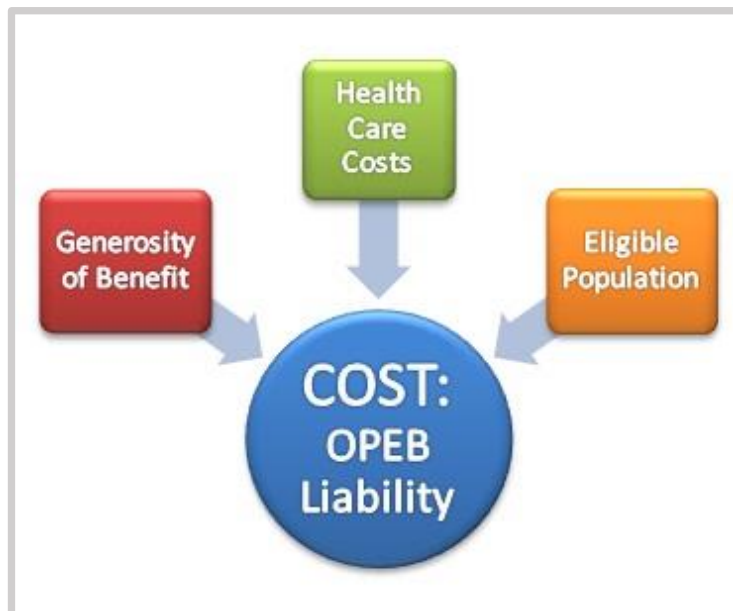 Health
Care
Costs
Generosity
of Benefit
Eligible
Population
COST:
OPEB
Liability